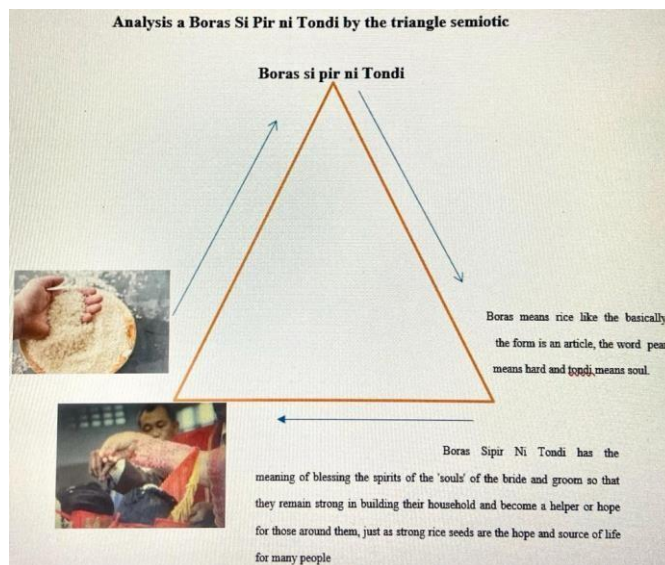 Analysis a Boras Si Pir ni Tondi by the triangle semiotic
Boras si pir ni Tondi
Boras means rice like the basically
the form is an article, the word pear
means hard and tondi means soul.
Boras Sipir Ni Tondi has the
meaning of blessing the spirits of the 'souls' of the bride and groom so that
they remain strong in building their household and become a helper or hope
for those around them, just as strong rice seeds are the hope and source of life
for many people